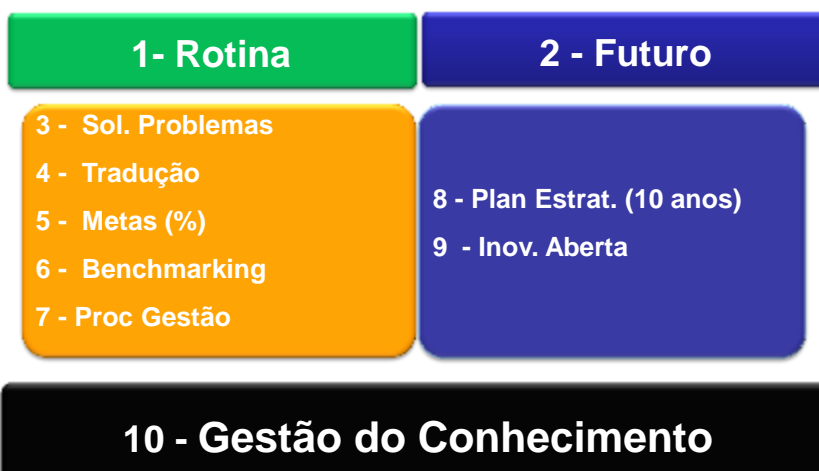 1- Rotina
2 - Futuro
3 - Sol. Problemas
4 - Tradução
5 - Metas (%)
6 - Benchmarking
7 - Proc Gestão
8 - Plan Estrat. (10 anos)
9 - Inov. Aberta
10 - Gestão do Conhecimento